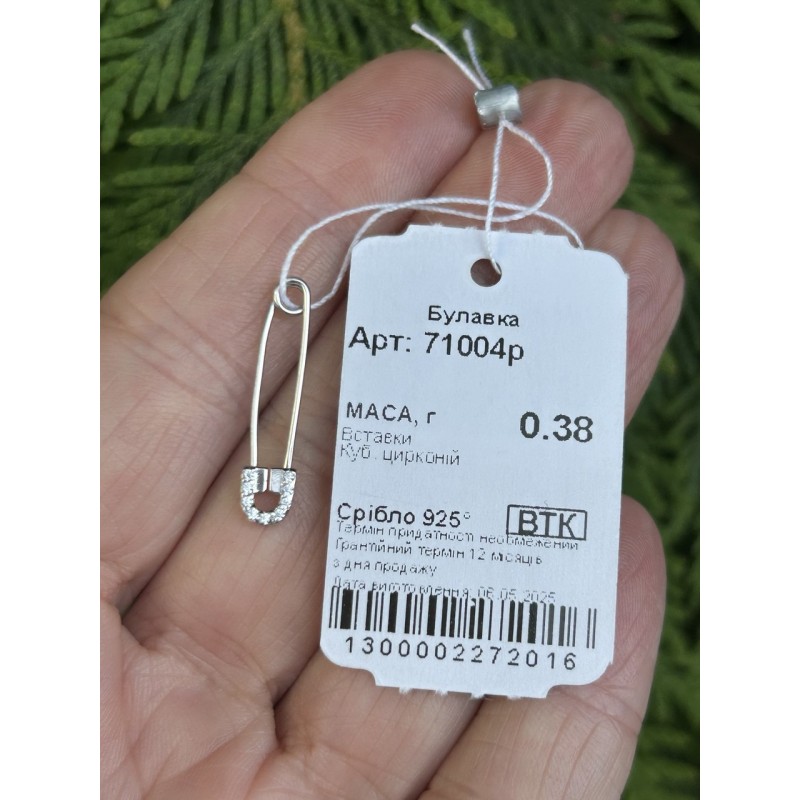 Булавка
Арт: 71004р
МАСА, г 0.38
Вставки
Куб. цирконій
Срібло 925° ВТК
Термін придатності необмежений
Грантійний термін 12 місяців
з дня продажу
Дата виготовлення: 06.05.2025
1300002272016